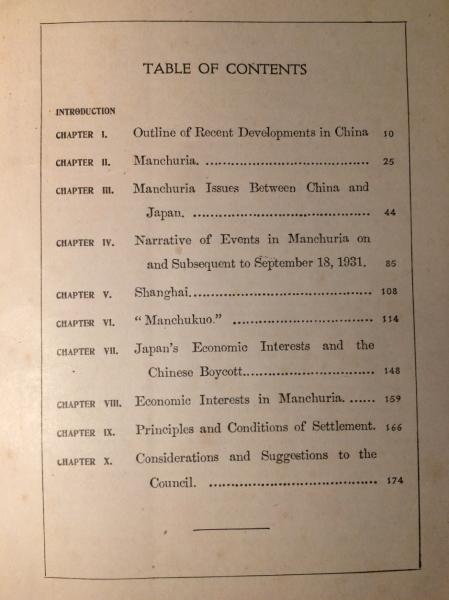 TABLE OF CONTENTS
INTRODUCTION
CHAPTER I. Outline of Recent Developments in China 10
CHAPTER II. Manchuria. ........................................ 25
CHAPTER III. Manchuria Issues Between China and
Japan. ........................................... 44
CHAPTER IV. Narrative of Events in Manchuria on
and Subsequent to September 18, 1931. 85
CHAPTER V. Shanghai............................................ 108
CHAPTER VI. "Manchukuo." .................................. 114
CHAPTER VII. Japan's Economic Interests and the
Chinese Boycott................................ 148
CHAPTER VIII. Economic Interests in Manchuria. ...... 159
CHAPTER IX. Principles and Conditions of Settlement. 166
CHAPTER X. Considerations and Suggestions to the
Council. ........................................ 174